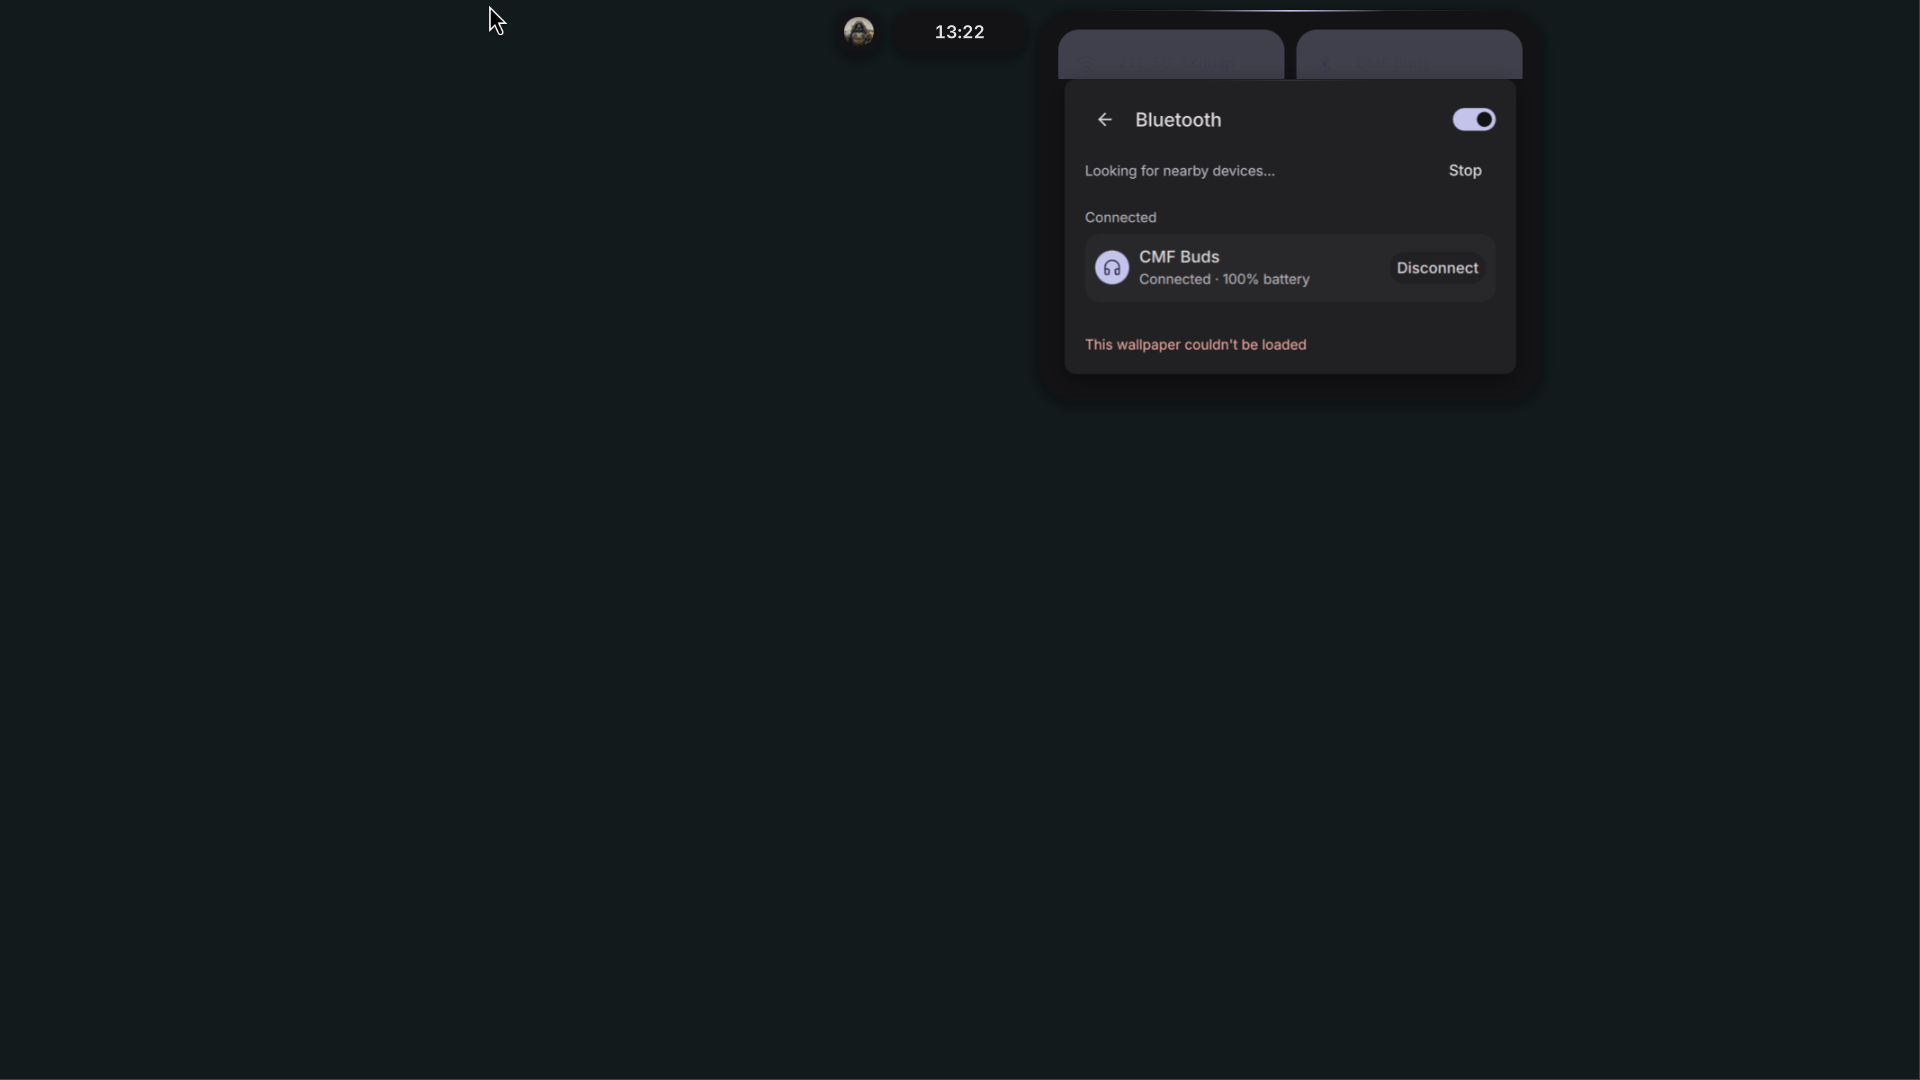 13:22
Bluetooth
Looking for nearby devices...
Stop
Connected
CMF Buds
Connected · 100% battery
Disconnect
This wallpaper couldn't be loaded